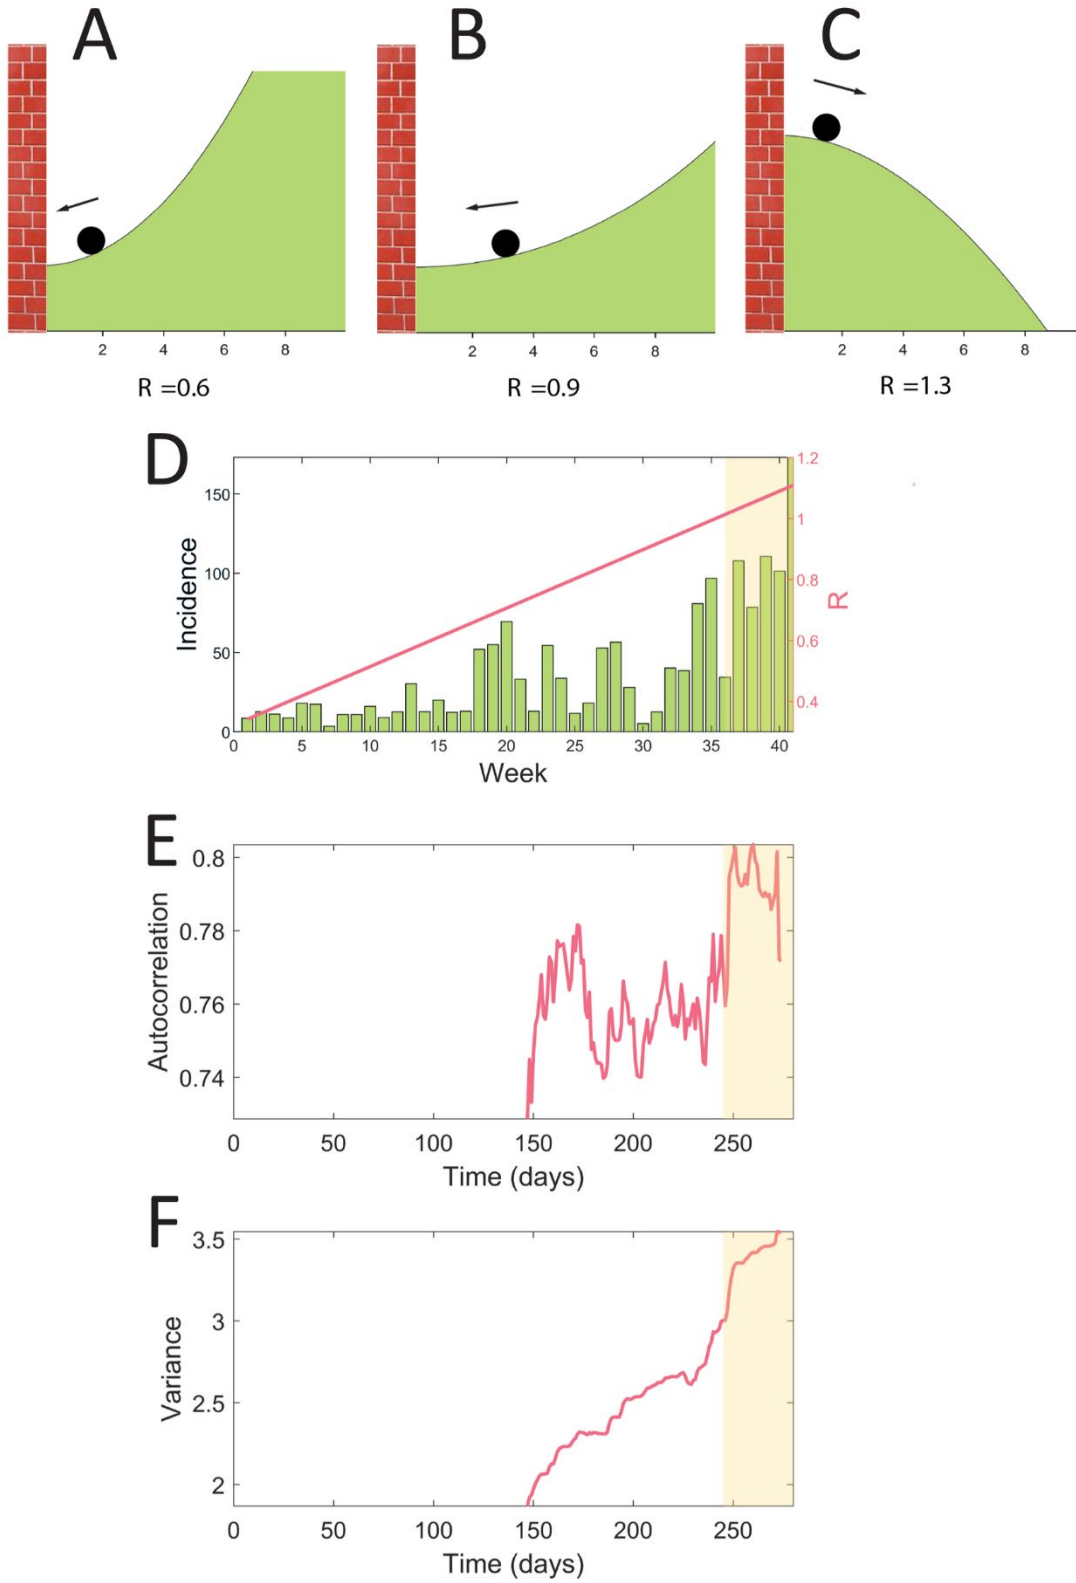 A B C
2 4 6 8
2 4 6 8
2 4 6 8
R =0.6
R =0.9
R =1.3
D
150
100
50
0
Incidence
1.2
1
0.8
0.6
0.4
R
0 5 10 15 20 25 30 35 40
Week
E
0.8
0.78
0.76
0.74
Autocorrelation
0 50 100 150 200 250
Time (days)
F
3.5
3
2.5
2
Variance
0 50 100 150 200 250
Time (days)